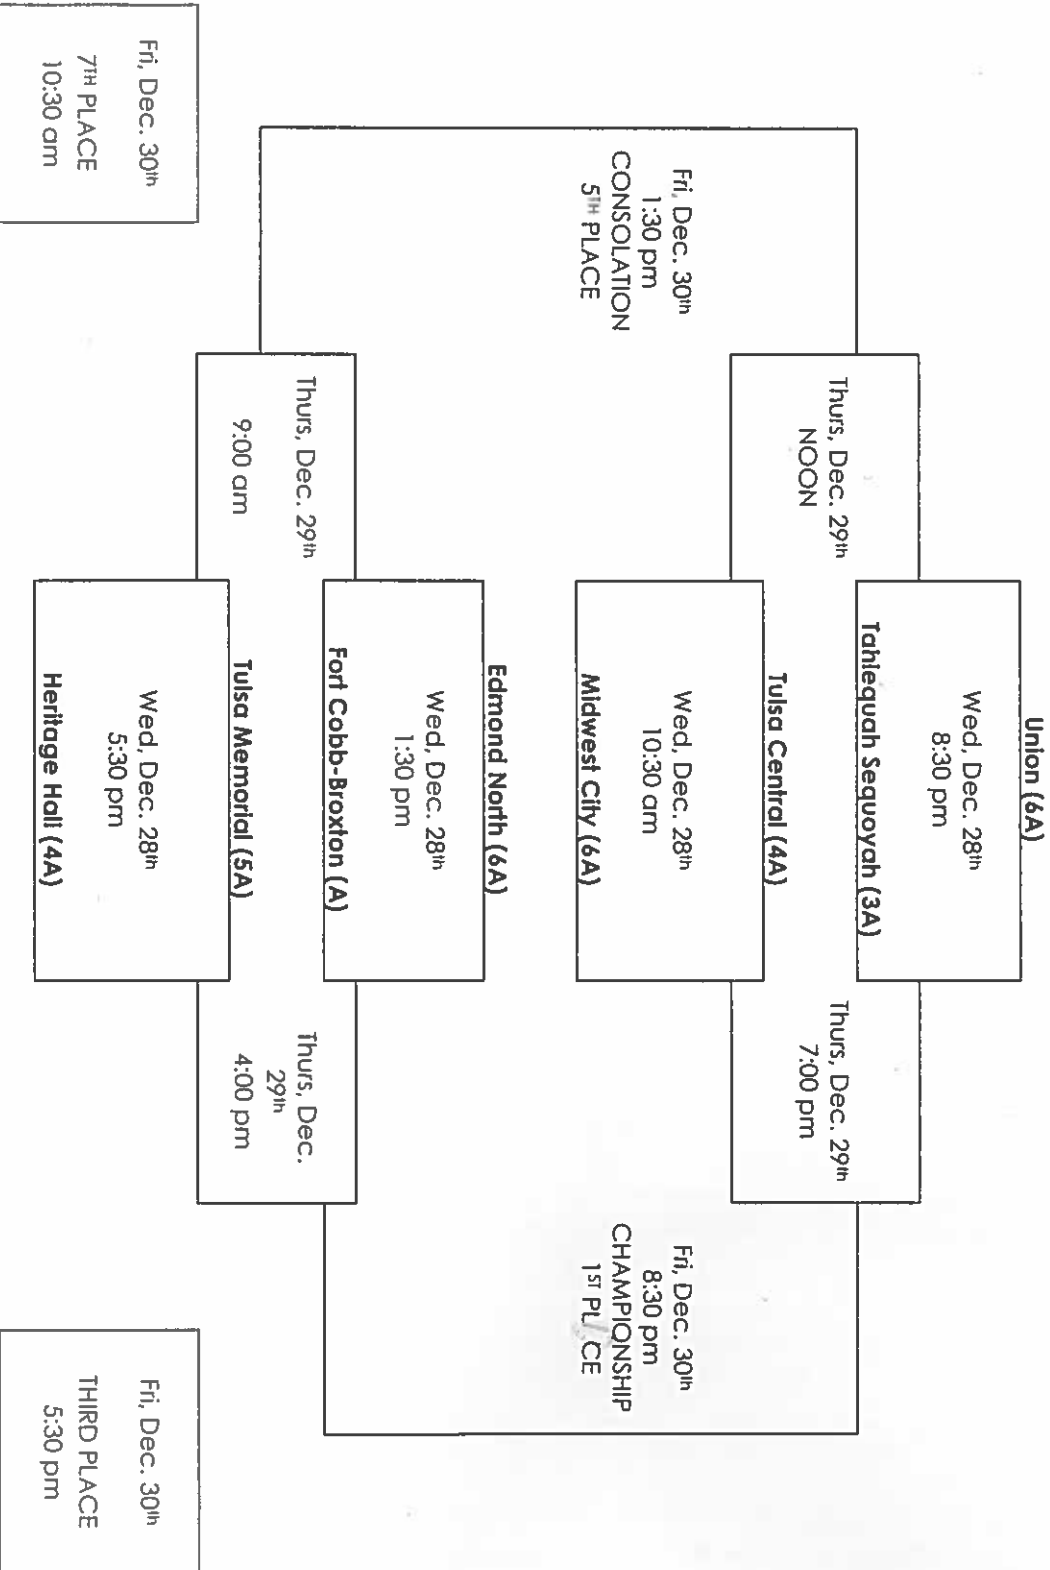 Union (6A)
Wed, Dec. 28th
8:30 pm
Tahlequah Sequoyah (3A)
Thurs, Dec. 29th
NOON
Thurs, Dec. 29th
7:00 pm
Tulsa Central (4A)
Wed, Dec. 28th
10:30 am
Midwest City (6A)
Fri, Dec. 30th
1:30 pm
CONSOLATION
5TH PLACE
Fri, Dec. 30th
8:30 pm
CHAMPIONSHIP
1ST PL CE
Edmond North (6A)
Wed, Dec. 28th
1:30 pm
Fort Cobb-Broxton (A)
Thurs, Dec. 29th
9:00 am
Thurs, Dec.
29th
4:00 pm
Tulsa Memorial (5A)
Wed, Dec. 28th
5:30 pm
Heritage Hall (4A)
Fri, Dec. 30th
7TH PLACE
10:30 am
Fri, Dec. 30th
THIRD PLACE
5:30 pm